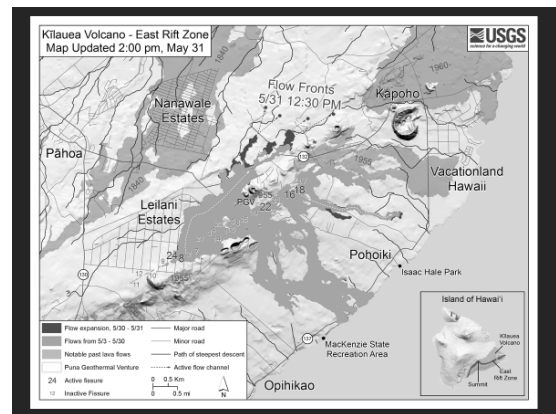 Kīlauea Volcano - East Rift Zone
Map Updated 2:00 pm, May 31
USGS
science for a changing world
1840
1960
Flow Fronts
5/31 12:30 PM
Kapoho
Nanawale
Estates
Pāhoa
1840
132
1955
Vacationland
Hawaii
Leilani
Estates
PGV
1955
16
18
22
24
8
Pohoiki
Isaac Hale Park
130
1955
137
MacKenzie State
Recreation Area
Opihikao
Flow expansion, 5/30 - 5/31
Flows from 5/3 - 5/30
Notable past lava flows
Puna Geothermal Venture
24 Active fissure
12 Inactive Fissure
Major road
Minor road
Path of steepest descent
Active flow channel
0 0.5 Km
0 0.5 mi
N
Island of Hawai'i
Kīlauea
Volcano
East
Rift
Zone
Summit